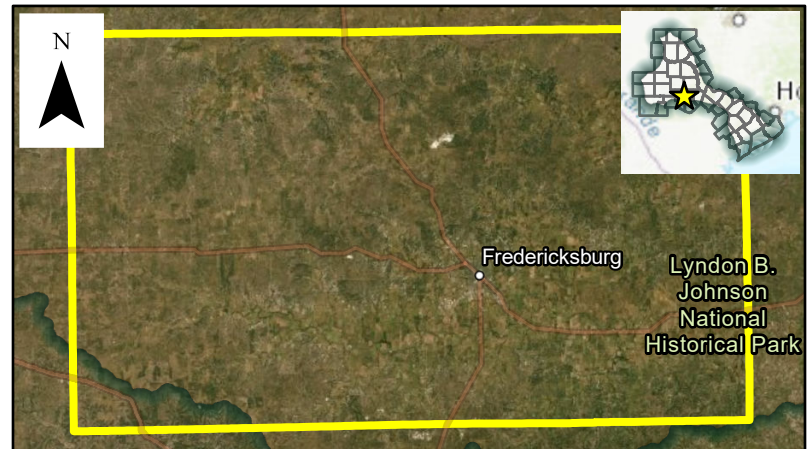 N
Fredericksburg
Lyndon B.
Johnson
National
Historical Park